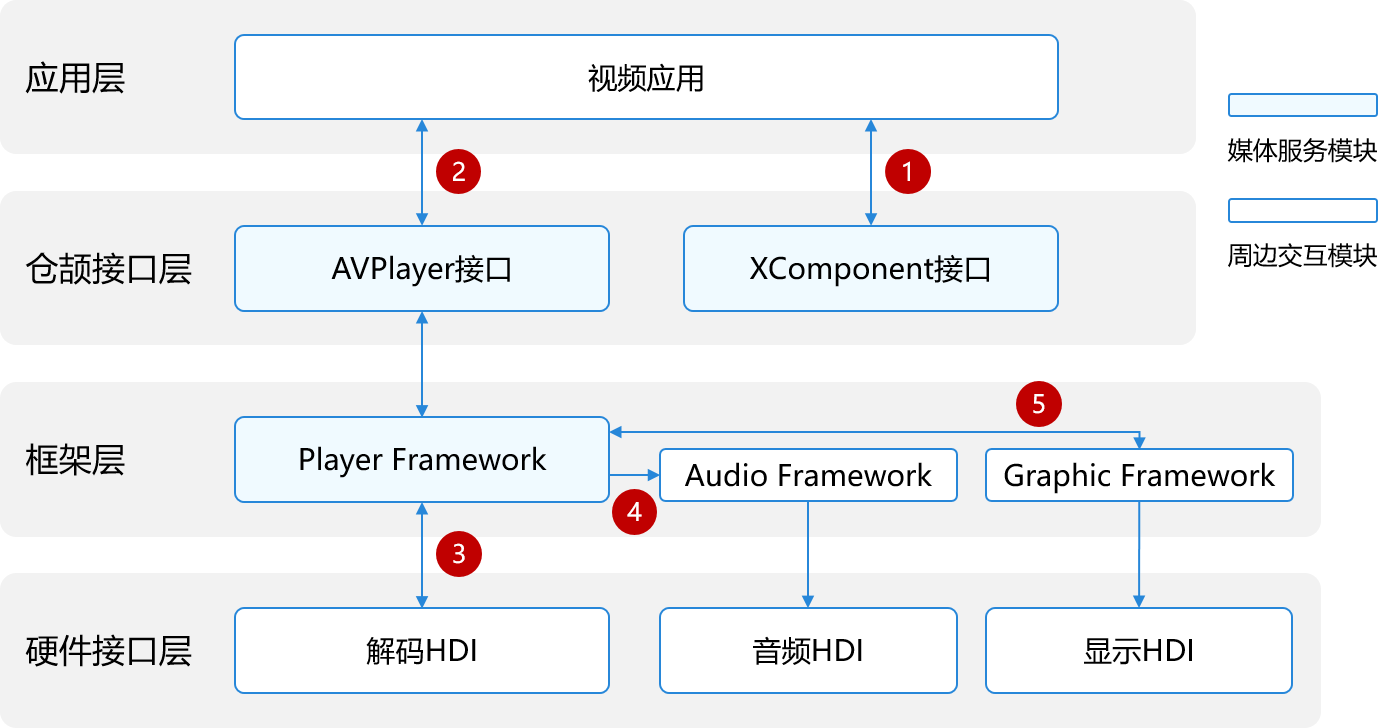 应用层
视频应用
媒体服务模块
2
1
周边交互模块
仓颉接口层
AVPlayer接口
XComponent接口
5
框架层
Player Framework
Audio Framework
Graphic Framework
4
3
硬件接口层
解码HDI
音频HDI
显示HDI